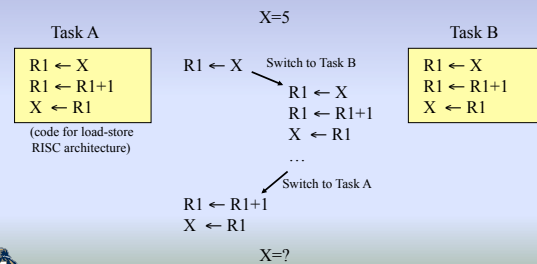 X=5
Task A
R1 ← X
R1 ← R1+1
X ← R1
(code for load-store
RISC architecture)
R1 ← X
Switch to Task B
R1 ← X
R1 ← R1+1
X ← R1
…
Switch to Task A
R1 ← R1+1
X ← R1
Task B
R1 ← X
R1 ← R1+1
X ← R1
X=?